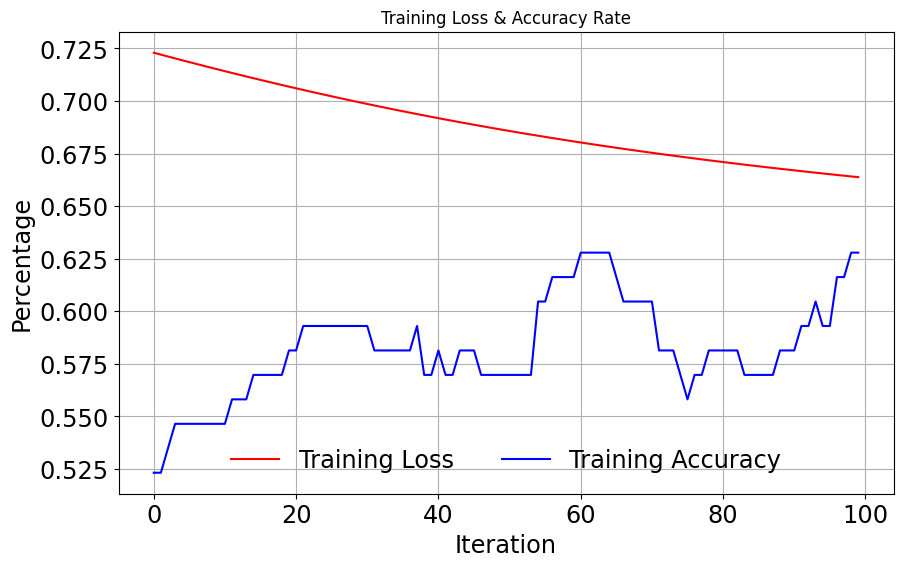 Training Loss & Accuracy Rate
0.725
0.700
0.675
0.650
0.625
0.600
0.575
0.550
0.525
Percentage
Training Loss
Training Accuracy
0 20 40 60 80 100
Iteration